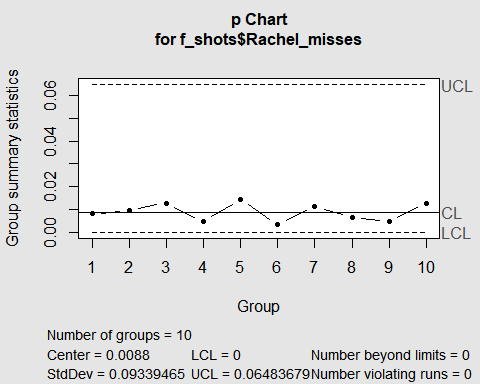 p Chart
for f_shots$Rachel_misses
Group summary statistics
0.00 0.02 0.04 0.06
UCL
CL
LCL
1 2 3 4 5 6 7 8 9 10
Group
Number of groups = 10
Center = 0.0088 LCL = 0 Number beyond limits = 0
StdDev = 0.09339465 UCL = 0.06483679 Number violating runs = 0